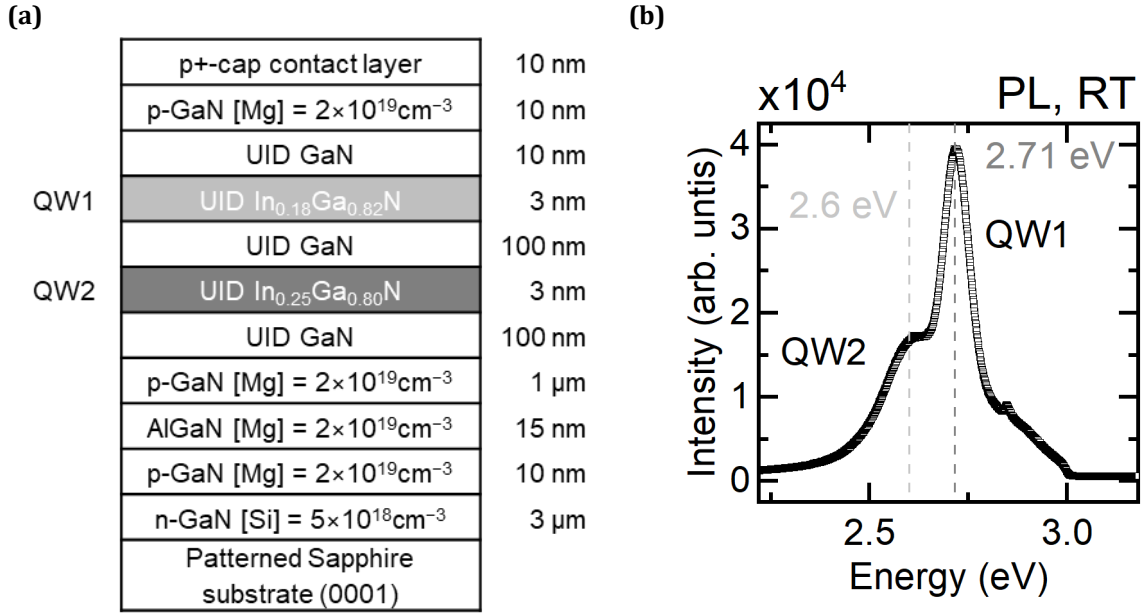 (a)
p+-cap contact layer 10 nm
p-GaN [Mg] = 2×10¹⁹cm⁻³ 10 nm
UID GaN 10 nm
QW1 UID In₀.₁₈Ga₀.₈₂N 3 nm
UID GaN 100 nm
QW2 UID In₀.₂₅Ga₀.₈₀N 3 nm
UID GaN 100 nm
p-GaN [Mg] = 2×10¹⁹cm⁻³ 1 µm
AlGaN [Mg] = 2×10¹⁹cm⁻³ 15 nm
p-GaN [Mg] = 2×10¹⁹cm⁻³ 10 nm
n-GaN [Si] = 5×10¹⁸cm⁻³ 3 µm
Patterned Sapphire
substrate (0001)
(b)
x10⁴ PL, RT
4
3
2
1
0
Intensity (arb. untis)
2.71 eV
2.6 eV
QW1
QW2
2.5 3.0
Energy (eV)